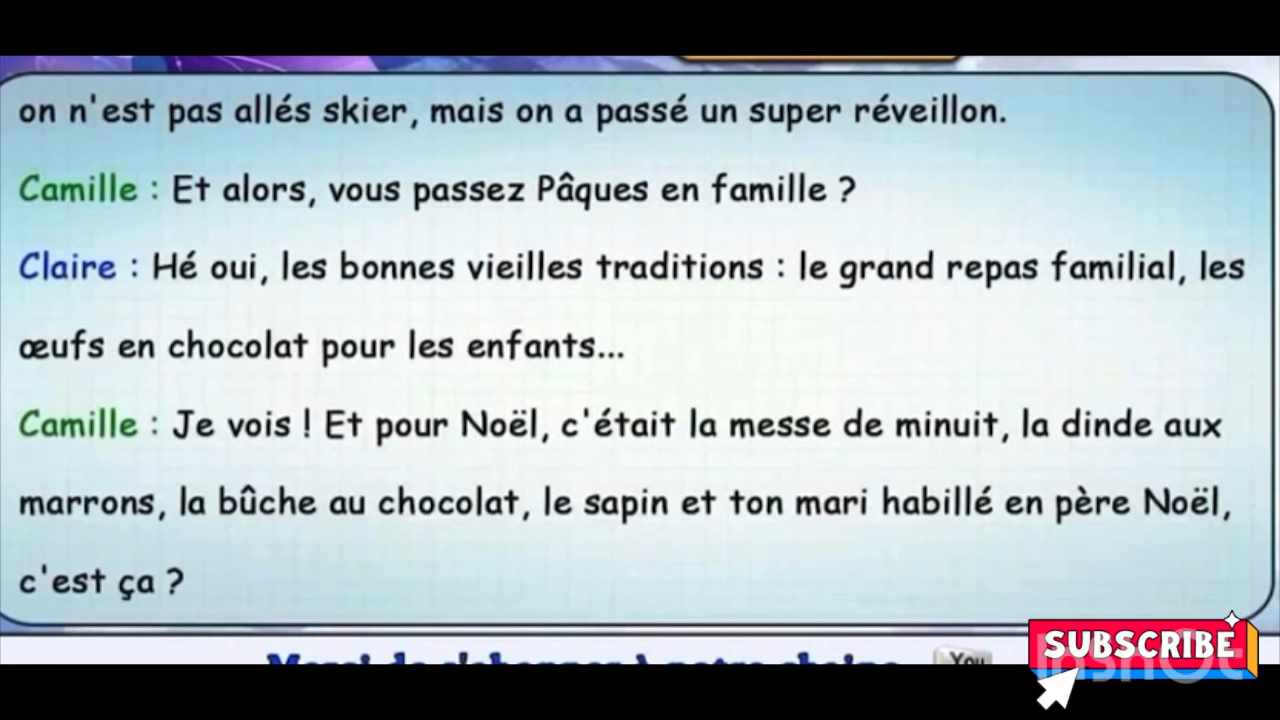 on n'est pas allés skier, mais on a passé un super réveillon.
Camille : Et alors, vous passez Pâques en famille ?
Claire : Hé oui, les bonnes vieilles traditions : le grand repas familial, les
œufs en chocolat pour les enfants...
Camille : Je vois ! Et pour Noël, c'était la messe de minuit, la dinde aux
marrons, la bûche au chocolat, le sapin et ton mari habillé en père Noël,
c'est ça ?
SUBSCRIBE
You